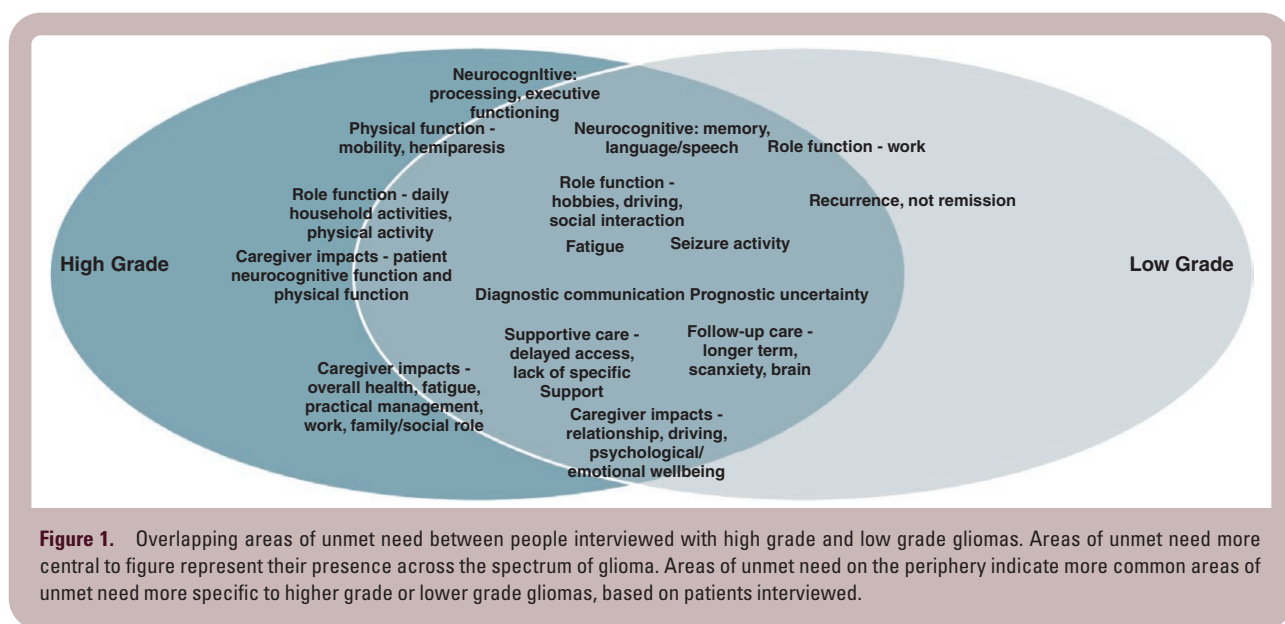 NeurocognItive:
processing, executive
functioning
Physical function -
mobility, hemiparesis
Neurocognitive: memory,
language/speech
Role function - work
Role function - daily
household activities,
physical activity
Role function -
hobbies, driving,
social interaction
Recurrence, not remission
Fatigue
Seizure activity
High Grade
Caregiver impacts - patient
neurocognitive function and
physical function
Low Grade
Diagnostic communication
Prognostic uncertainty
Supportive care -
delayed access,
lack of specific
Support
Follow-up care -
longer term,
scanxiety, brain
Caregiver impacts -
overall health, fatigue,
practical management,
work, family/social role
Caregiver impacts -
relationship, driving,
psychological/
emotional wellbeing
Figure 1. Overlapping areas of unmet need between people interviewed with high grade and low grade gliomas. Areas of unmet need more
central to figure represent their presence across the spectrum of glioma. Areas of unmet need on the periphery indicate more common areas of
unmet need more specific to higher grade or lower grade gliomas, based on patients interviewed.